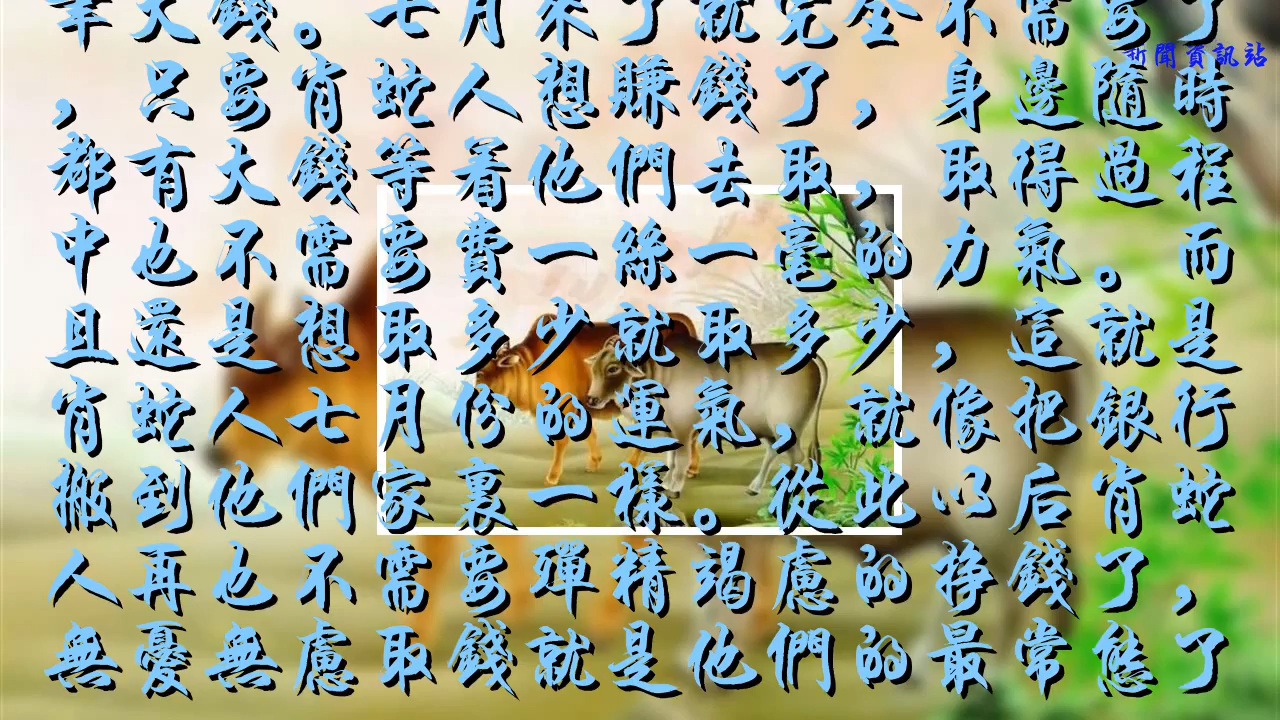 筆大錢。七月來了就完全不需要了
新聞資訊站
，只要肖蛇人想賺錢了，身邊隨時
都有大錢等着他們去取，取得過程
中也不需要費一絲一毫的力氣。而
且還是想取多少就取多少，這就是
肖蛇人七月份的運氣，就像把銀行
搬到他們家裏一樣。從此以后肖蛇
人再也不需要殫精竭慮的掙錢了，
無憂無慮取錢就是他們的最常態了